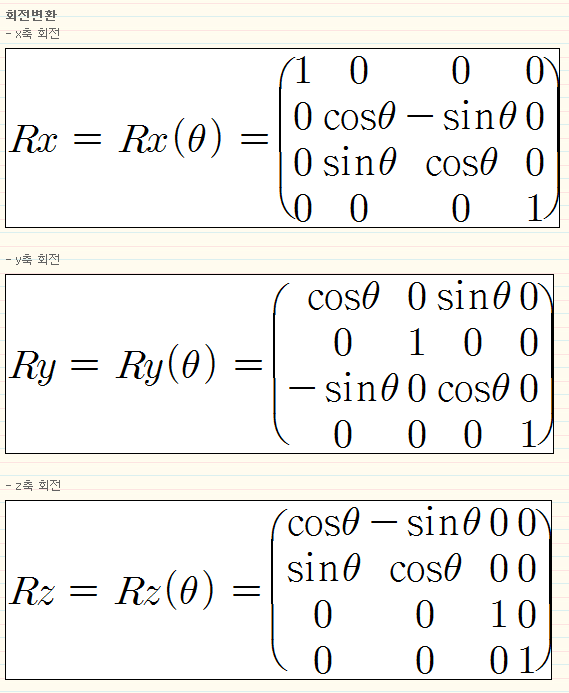 회전변환
- x축 회전
Rx = Rx(θ) =
1 0 0 0
0 cosθ − sinθ 0
0 sinθ cosθ 0
0 0 0 1
- y축 회전
Ry = Ry(θ) =
cosθ 0 sinθ 0
0 1 0 0
− sinθ 0 cosθ 0
0 0 0 1
- z축 회전
Rz = Rz(θ) =
cosθ − sinθ 0 0
sinθ cosθ 0 0
0 0 1 0
0 0 0 1